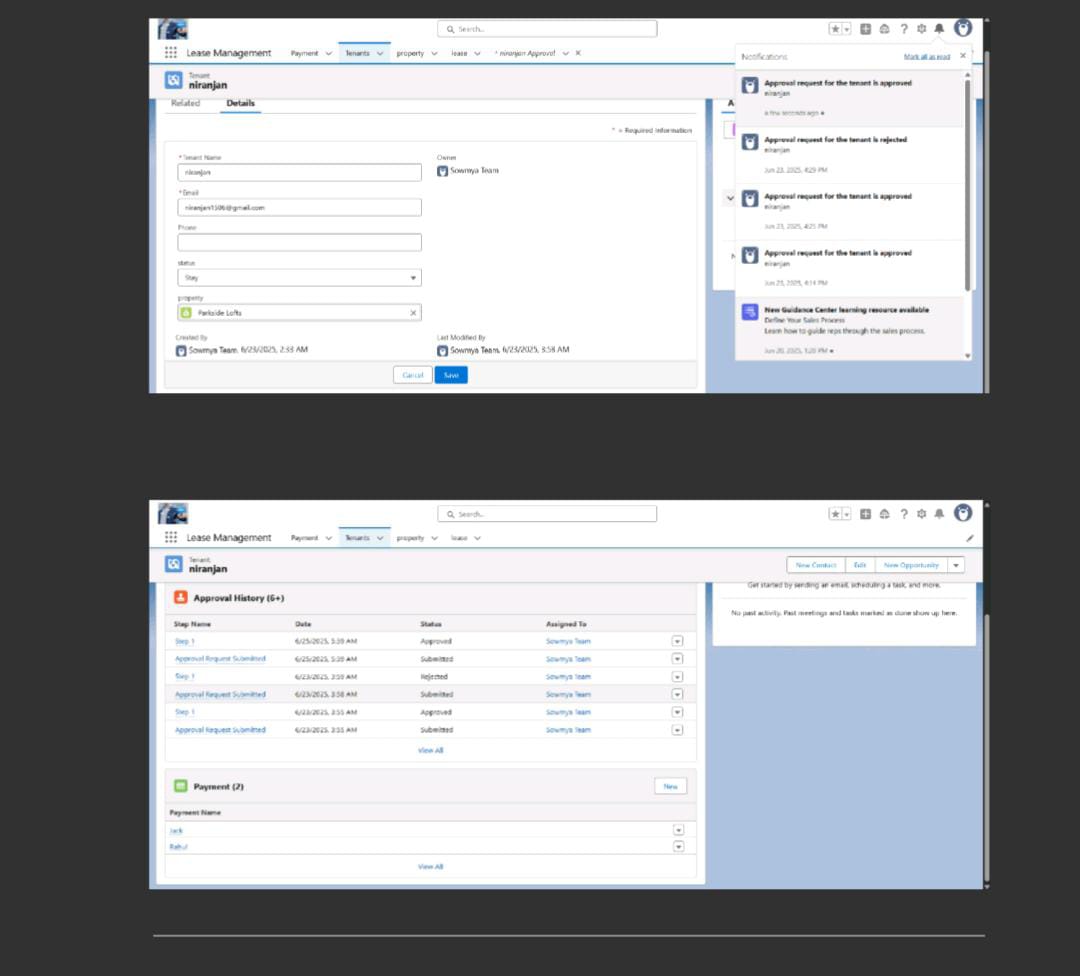 Search...
Lease Management Payment Tenants property lease * niranjan Approval
Notifications Mark all as read
Tenant
niranjan
Related Details
* = Required Information
*Tenant Name
niranjan
Owner
Sowmya Team
*Email
niranjan1506@gmail.com
Phone
status
Stay
property
Parkside Lofts
Created By
Sowmya Team, 6/23/2025, 2:33 AM
Last Modified By
Sowmya Team, 6/23/2025, 3:58 AM
Cancel Save
Approval request for the tenant is approved
niranjan
a few seconds ago
Approval request for the tenant is rejected
niranjan
Jun 23, 2025, 4:29 PM
Approval request for the tenant is approved
niranjan
Jun 23, 2025, 4:25 PM
Approval request for the tenant is approved
niranjan
Jun 23, 2025, 4:14 PM
New Guidance Center learning resource available
Define Your Sales Process
Learn how to guide reps through the sales process.
Jun 20, 2025, 1:20 PM
Search...
Lease Management Payment Tenants property lease
Tenant
niranjan
New Contact Edit New Opportunity
Get started by sending an email, scheduling a task, and more.
No past activity. Past meetings and tasks marked as done show up here.
Approval History (6+)
Step Name Date Status Assigned To
Step 1 6/25/2025, 5:39 AM Approved Sowmya Team
Approval Request Submitted 6/25/2025, 5:39 AM Submitted Sowmya Team
Step 1 6/23/2025, 3:59 AM Rejected Sowmya Team
Approval Request Submitted 6/23/2025, 3:58 AM Submitted Sowmya Team
Step 1 6/23/2025, 3:55 AM Approved Sowmya Team
Approval Request Submitted 6/23/2025, 3:55 AM Submitted Sowmya Team
View All
Payment (2) New
Payment Name
Jack
Rahul
View All